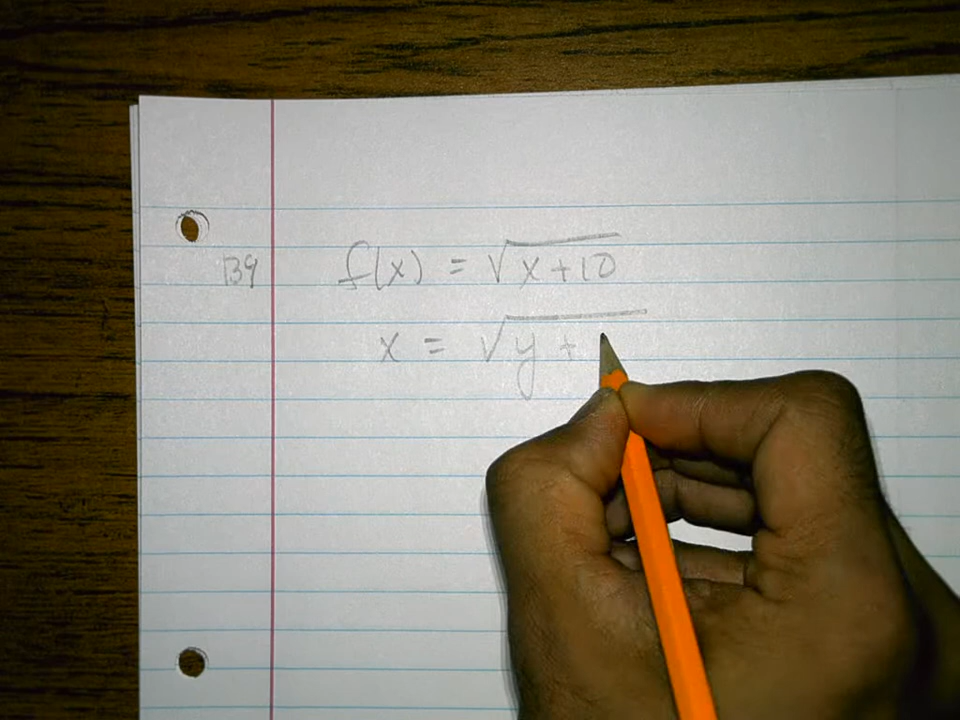 139 f(x) = √x+10
x = √y +